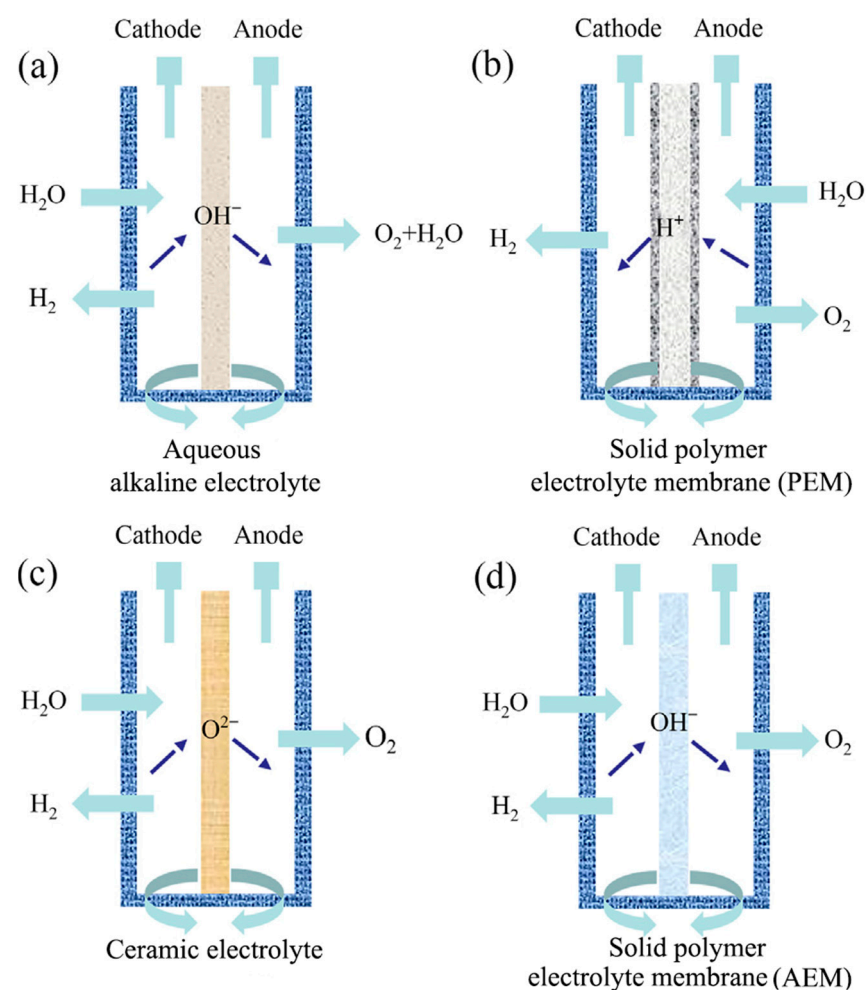 Cathode Anode
(a)
H₂O
OH⁻
O₂+H₂O
H₂
Aqueous
alkaline electrolyte
Cathode Anode
(b)
H₂O
H⁺
H₂
O₂
Solid polymer
electrolyte membrane (PEM)
Cathode Anode
(c)
H₂O
O²⁻
O₂
H₂
Ceramic electrolyte
Cathode Anode
(d)
H₂O
OH⁻
O₂
H₂
Solid polymer
electrolyte membrane (AEM)